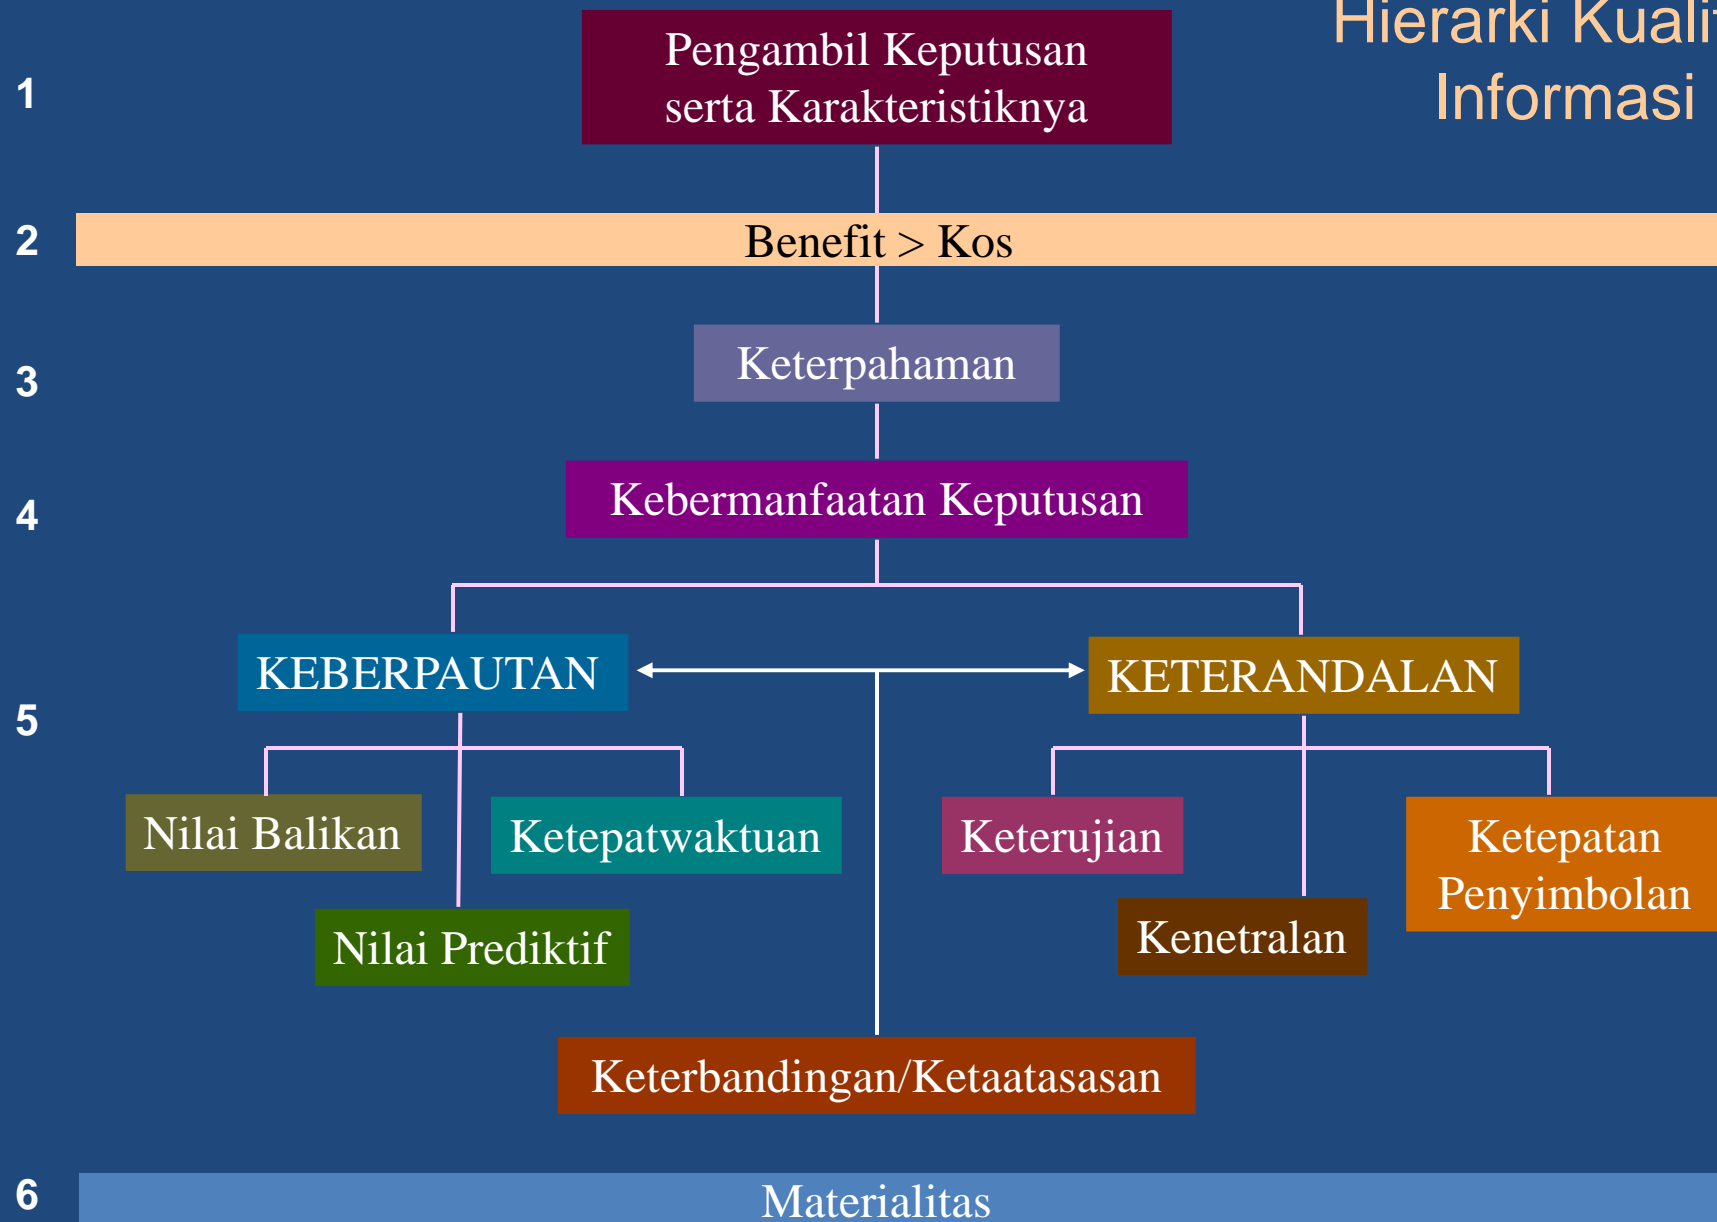 Hierarki
Informasi
1
Pengambil Keputusan
serta Karakteristiknya
2
Benefit > Kos
3
Keterpahaman
4
Kebermanfaatan Keputusan
5
KEBERPAUTAN
KETERANDALAN
Nilai Balikan
Ketepatwaktuan
Nilai Prediktif
Keterujian
Kenetralan
Ketepatan
Penyimbolan
Keterbandingan/Ketaatasasan
6
Materialitas